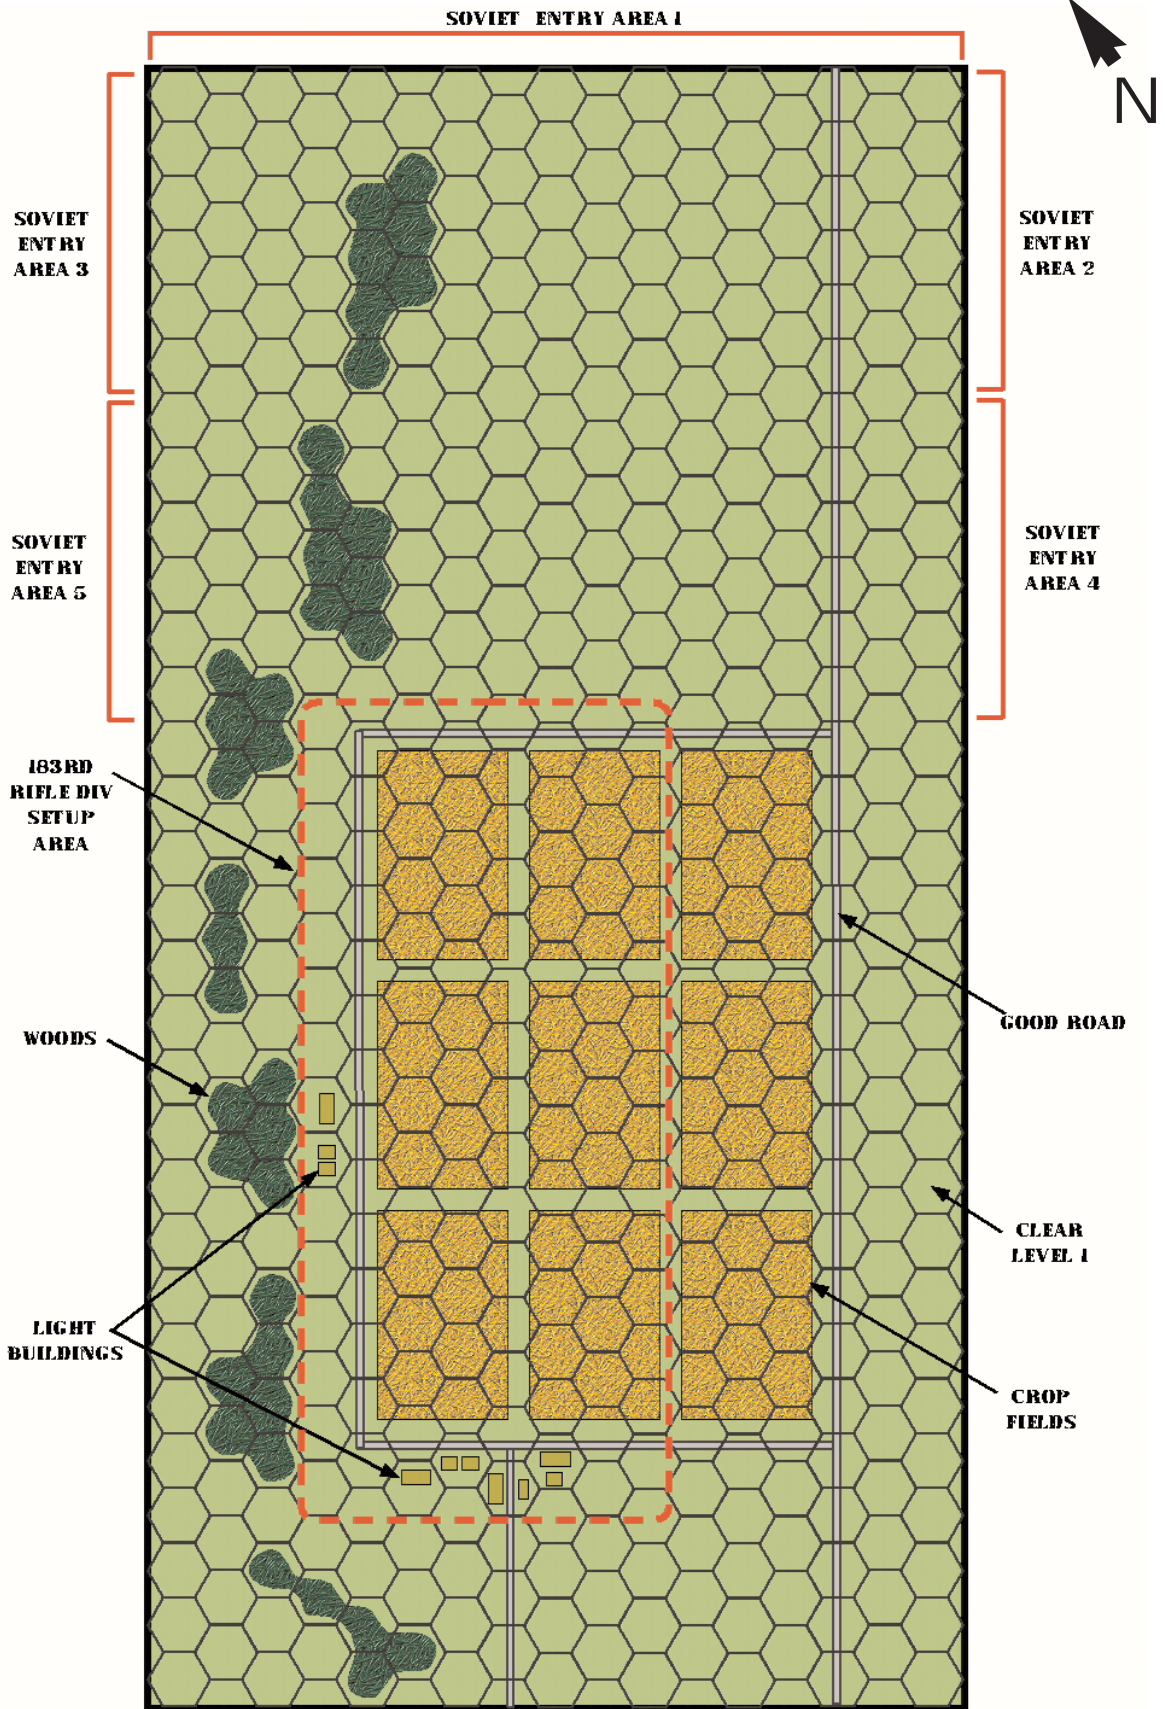 SOVIET ENTRY AREA 1
N
SOVIET
ENTRY
AREA 3
SOVIET
ENTRY
AREA 2
SOVIET
ENTRY
AREA 5
SOVIET
ENTRY
AREA 4
183RD
RIFLE DIV
SETUP
AREA
GOOD ROAD
WOODS
CLEAR
LEVEL 1
LIGHT
BUILDINGS
CROP
FIELDS